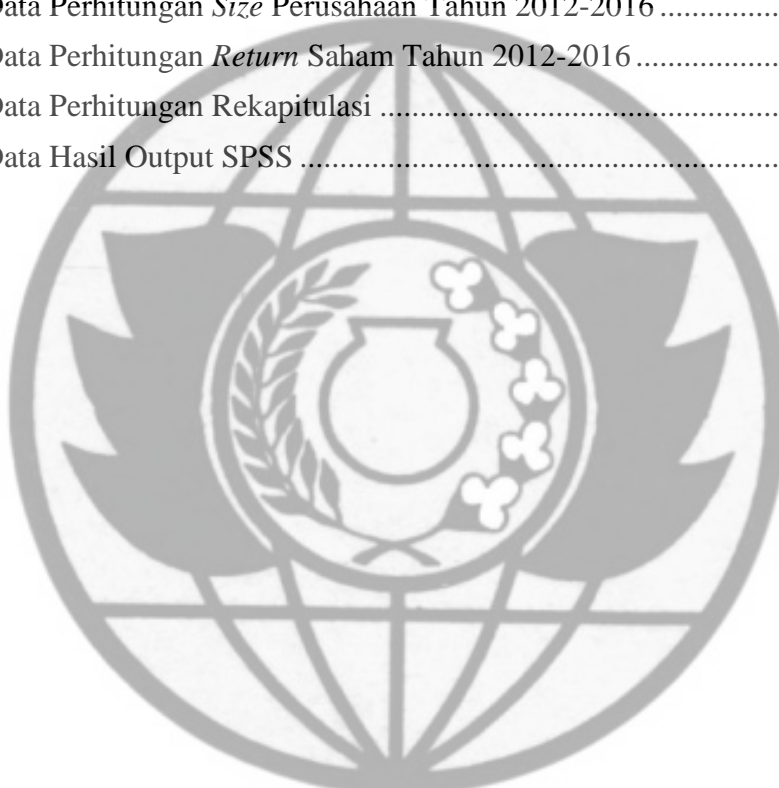 Data Perhitungan Size Perusahaan Tahun 2012-2016 ...............
Data Perhitungan Return Saham Tahun 2012-2016 ..................
Data Perhitungan Rekapitulasi ..................................................
Data Hasil Output SPSS ............................................................